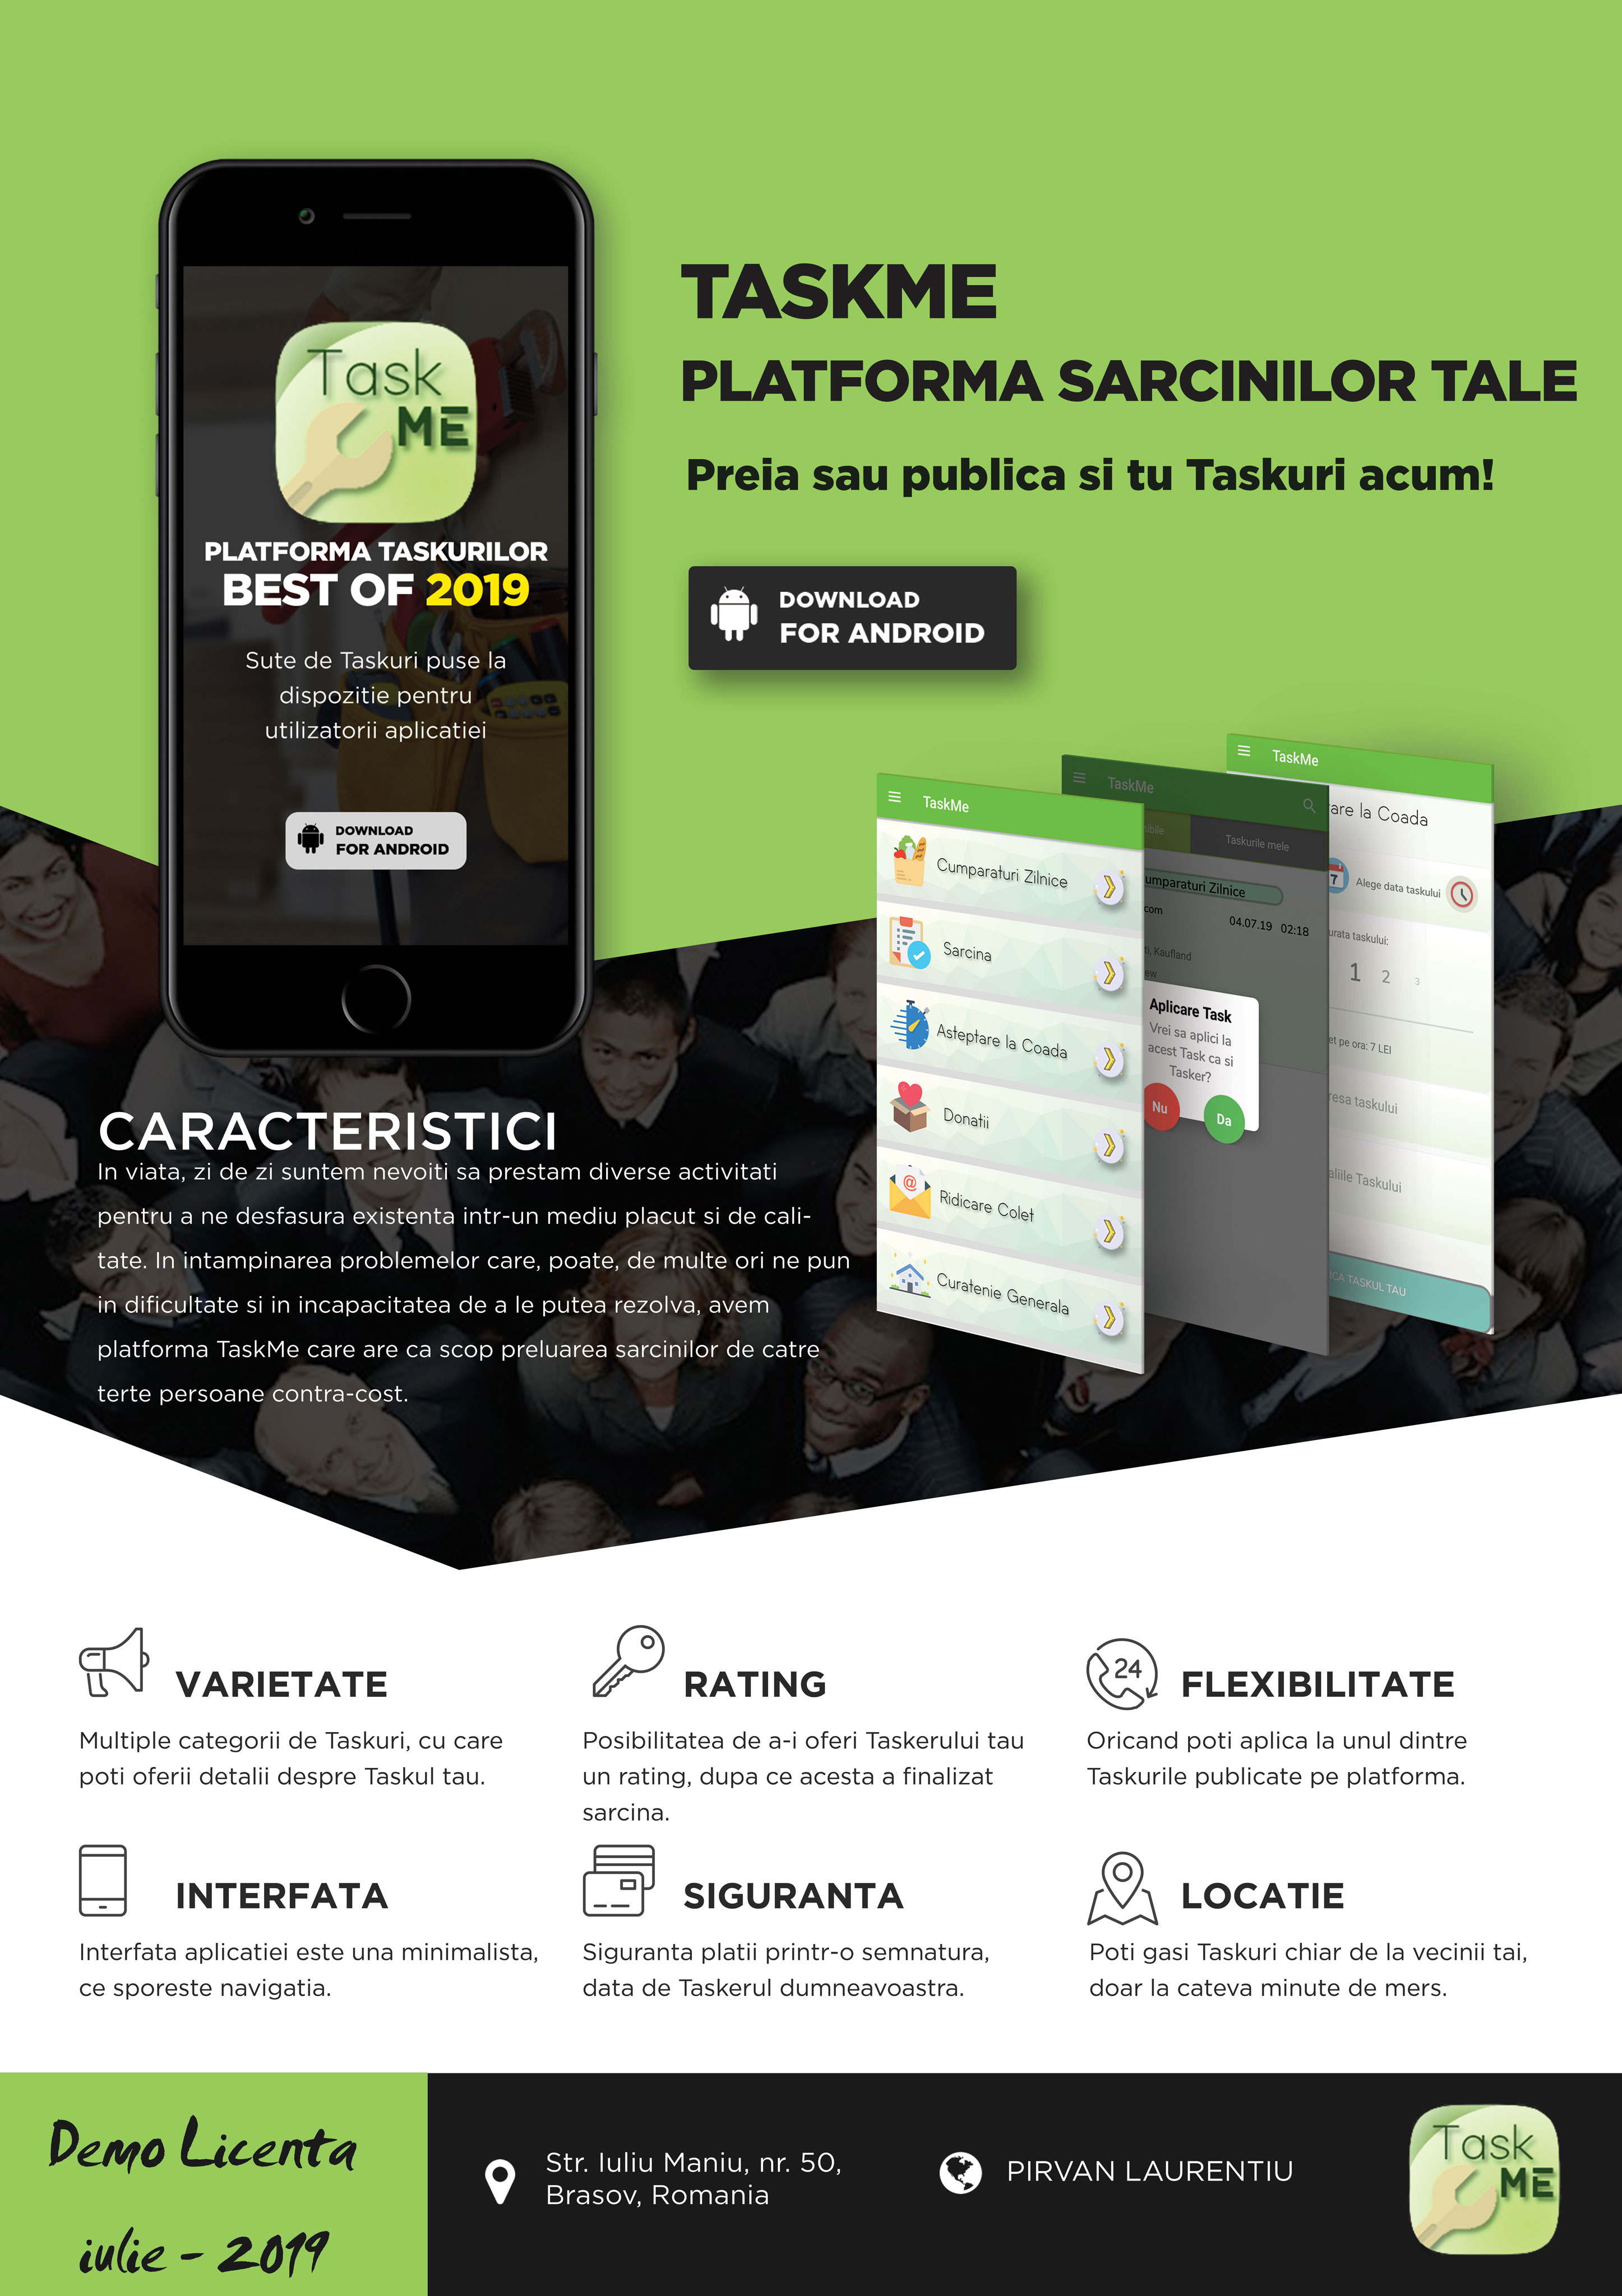 TASKME
PLATFORMA SARCINILOR TALE
Preia sau publica si tu Taskuri acum!
DOWNLOAD
FOR ANDROID
Task
ME
PLATFORMA TASKURILOR
BEST OF 2019
Sute de Taskuri puse la
dispozitie pentru
utilizatorii aplicatiei
DOWNLOAD
FOR ANDROID
TaskMe
Cumparaturi Zilnice
Sarcina
Asteptare la Coada
Donatii
Ridicare Colet
Curatenie Generala
TaskMe
Taskurile mele
umparaturi Zilnice
com
04.07.19 02:18
Kaufland
Aplicare Task
Vrei sa aplici la
acest Task ca si
Tasker?
Nu
Da
TaskMe
are la Coada
7
Alege data taskului
urata taskului:
1 2 3
et pe ora: 7 LEI
resa taskului
aliile Taskului
ICA TASKUL TAU
CARACTERISTICI
In viata, zi de zi suntem nevoiti sa prestam diverse activitati
pentru a ne desfasura existenta intr-un mediu placut si de cali-
tate. In intampinarea problemelor care, poate, de multe ori ne pun
in dificultate si in incapacitatea de a le putea rezolva, avem
platforma TaskMe care are ca scop preluarea sarcinilor de catre
terte persoane contra-cost.
VARIETATE
Multiple categorii de Taskuri, cu care
poti oferii detalii despre Taskul tau.
RATING
Posibilitatea de a-i oferi Taskerului tau
un rating, dupa ce acesta a finalizat
sarcina.
24
FLEXIBILITATE
Oricand poti aplica la unul dintre
Taskurile publicate pe platforma.
INTERFATA
Interfata aplicatiei este una minimalista,
ce sporeste navigatia.
SIGURANTA
Siguranta platii printr-o semnatura,
data de Taskerul dumneavoastra.
LOCATIE
Poti gasi Taskuri chiar de la vecinii tai,
doar la cateva minute de mers.
Demo Licenta
iulie - 2019
Str. Iuliu Maniu, nr. 50,
Brasov, Romania
PIRVAN LAURENTIU
Task
ME